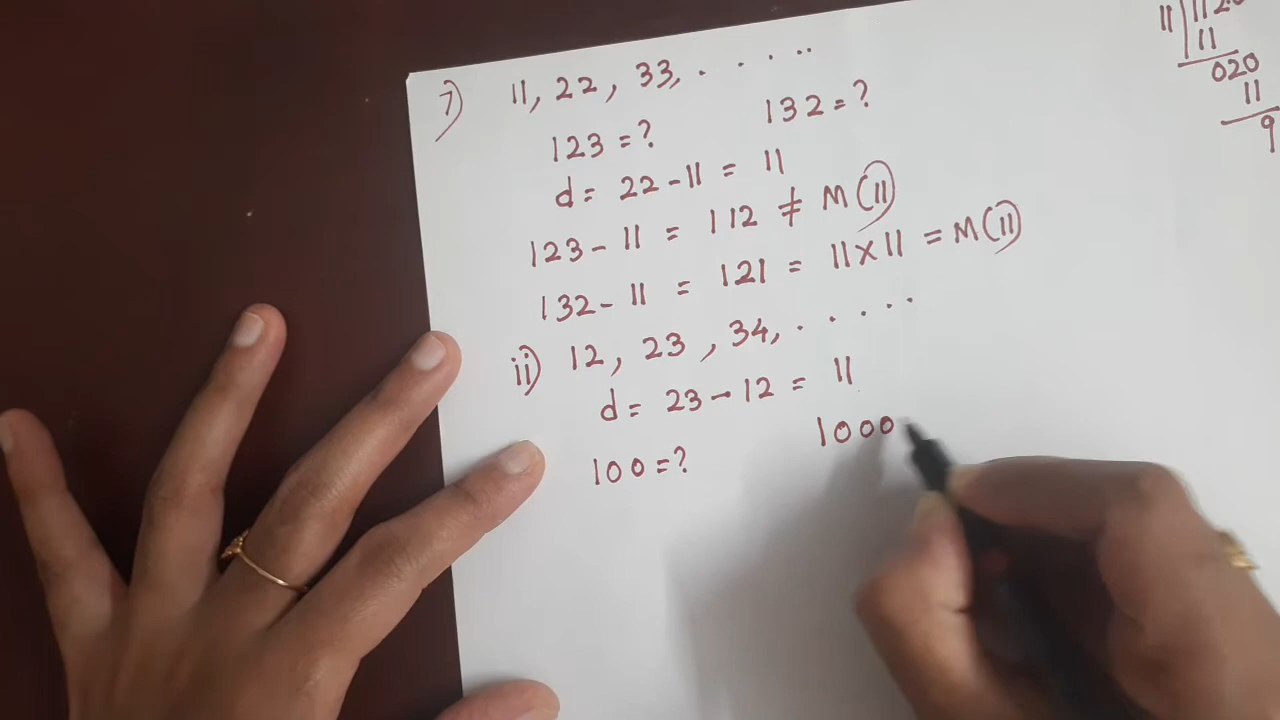 7) 11, 22, 33, . . . . ..
123 = ? 132 = ?
d = 22 - 11 = 11
123 - 11 = 112 ≠ M(11)
132 - 11 = 121 = 11 x 11 = M(11)
ii) 12, 23, 34, . . . . .
d = 23 - 12 = 11
100 = ? 1000
11
11
020
11
9